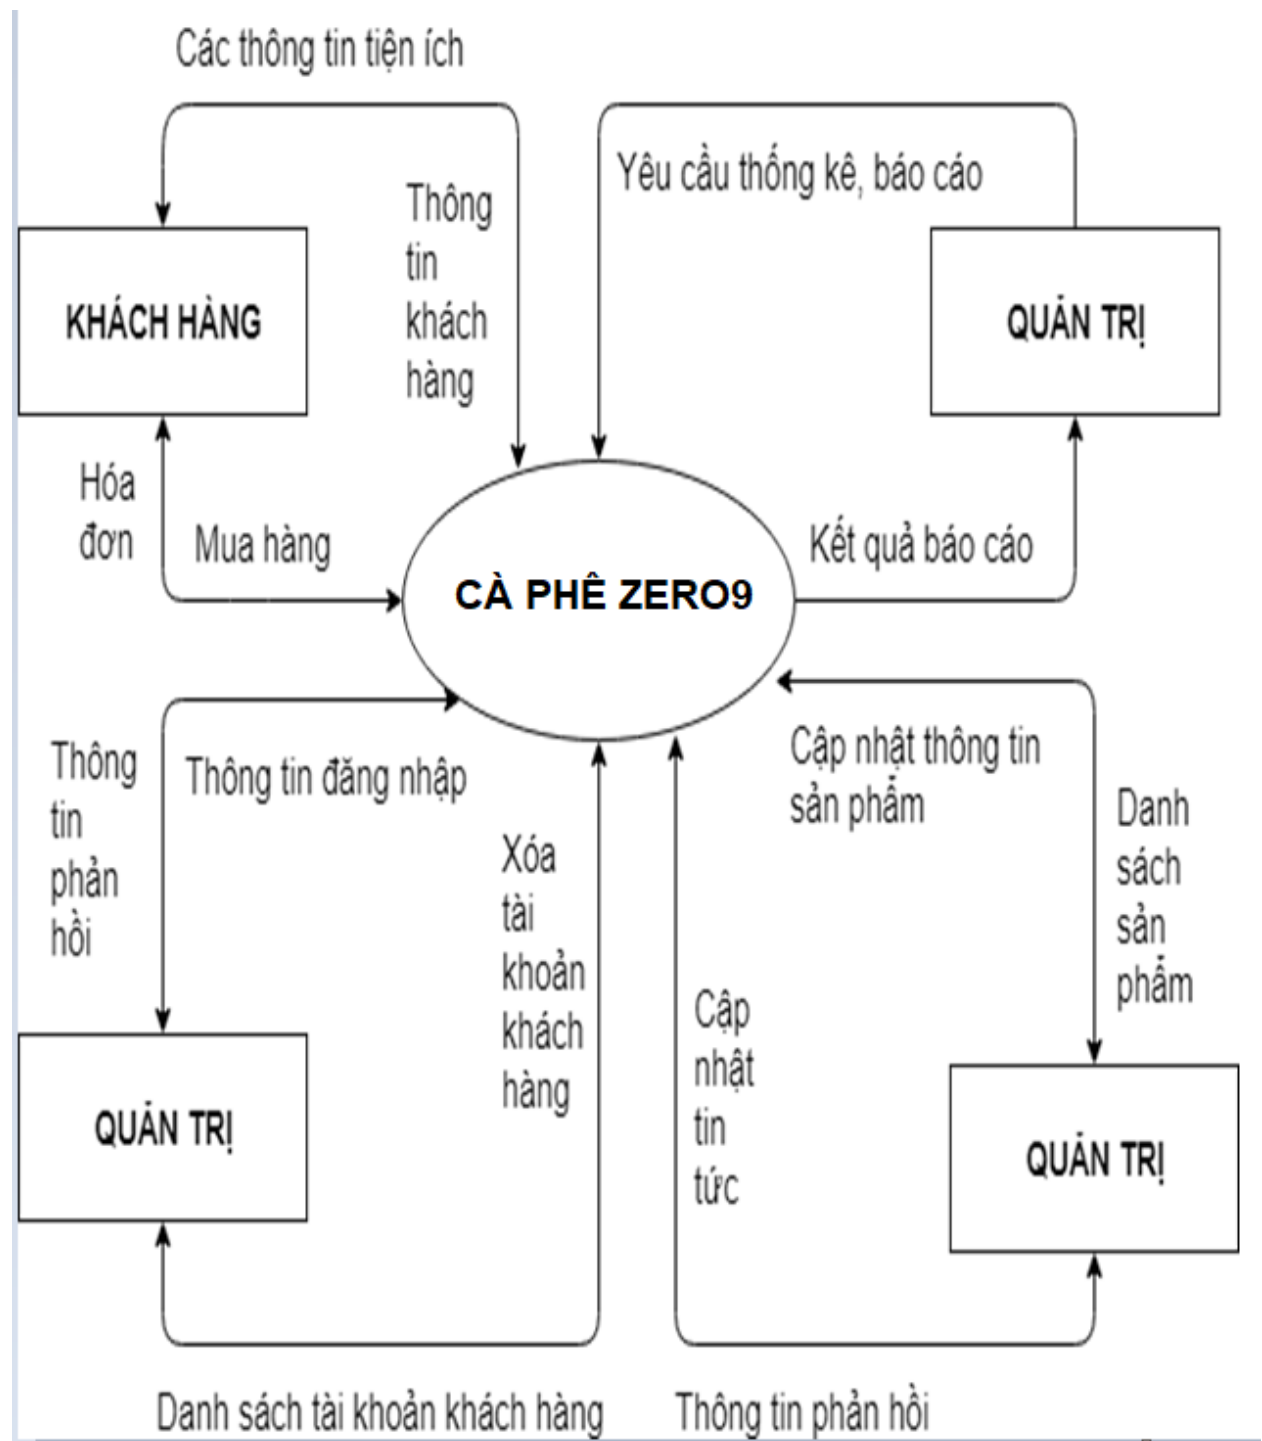 Các thông tin tiện ích
Yêu cầu thống kê, báo cáo
Thông
tin
khách
hàng
KHÁCH HÀNG
QUẢN TRỊ
Hóa
đơn
Mua hàng
Kết quả báo cáo
CÀ PHÊ ZERO9
Thông
tin
phản
hồi
Thông tin đăng nhập
Cập nhật thông tin
sản phẩm
Danh
sách
sản
phẩm
Xóa
tài
khoản
khách
hàng
Cập
nhật
tin
tức
QUẢN TRỊ
QUẢN TRỊ
Danh sách tài khoản khách hàng
Thông tin phản hồi